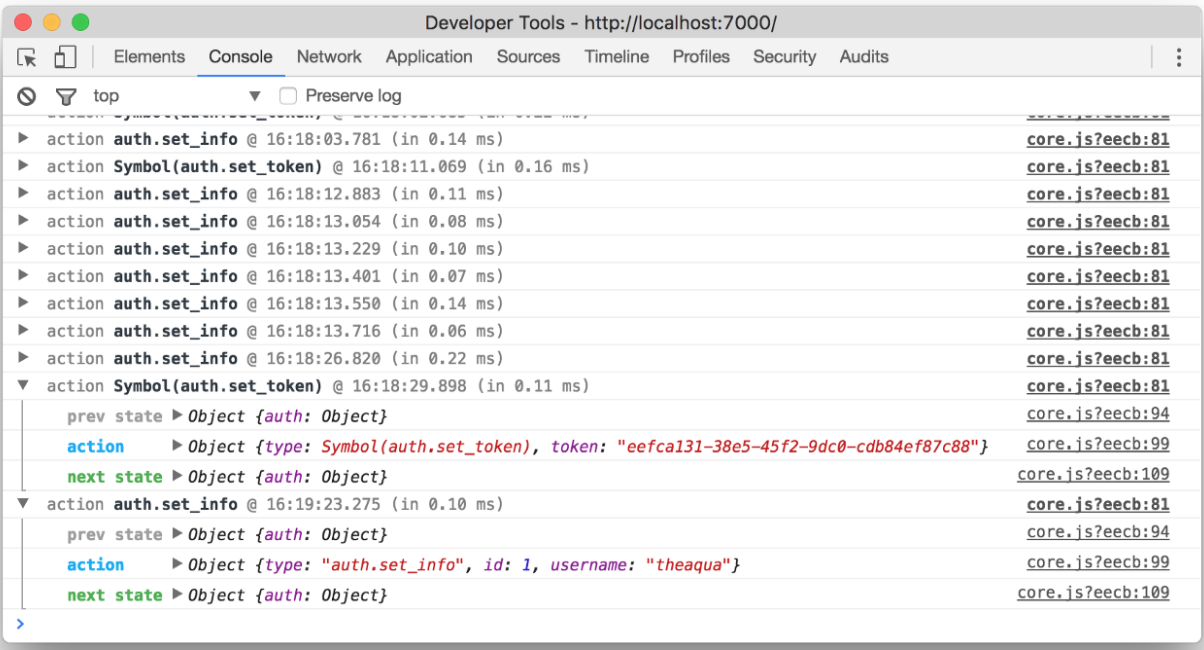 Developer Tools - http://localhost:7000/
Elements Console Network Application Sources Timeline Profiles Security Audits
top ▼ Preserve log
▶ action auth.set_info @ 16:18:03.781 (in 0.14 ms) core.js?eecb:81
▶ action Symbol(auth.set_token) @ 16:18:11.069 (in 0.16 ms) core.js?eecb:81
▶ action auth.set_info @ 16:18:12.883 (in 0.11 ms) core.js?eecb:81
▶ action auth.set_info @ 16:18:13.054 (in 0.08 ms) core.js?eecb:81
▶ action auth.set_info @ 16:18:13.229 (in 0.10 ms) core.js?eecb:81
▶ action auth.set_info @ 16:18:13.401 (in 0.07 ms) core.js?eecb:81
▶ action auth.set_info @ 16:18:13.550 (in 0.14 ms) core.js?eecb:81
▶ action auth.set_info @ 16:18:13.716 (in 0.06 ms) core.js?eecb:81
▶ action auth.set_info @ 16:18:26.820 (in 0.22 ms) core.js?eecb:81
▼ action Symbol(auth.set_token) @ 16:18:29.898 (in 0.11 ms) core.js?eecb:81
prev state ▶ Object {auth: Object} core.js?eecb:94
action ▶ Object {type: Symbol(auth.set_token), token: "eefca131-38e5-45f2-9dc0-cdb84ef87c88"} core.js?eecb:99
next state ▶ Object {auth: Object} core.js?eecb:109
▼ action auth.set_info @ 16:19:23.275 (in 0.10 ms) core.js?eecb:81
prev state ▶ Object {auth: Object} core.js?eecb:94
action ▶ Object {type: "auth.set_info", id: 1, username: "theaqua"} core.js?eecb:99
next state ▶ Object {auth: Object} core.js?eecb:109
>